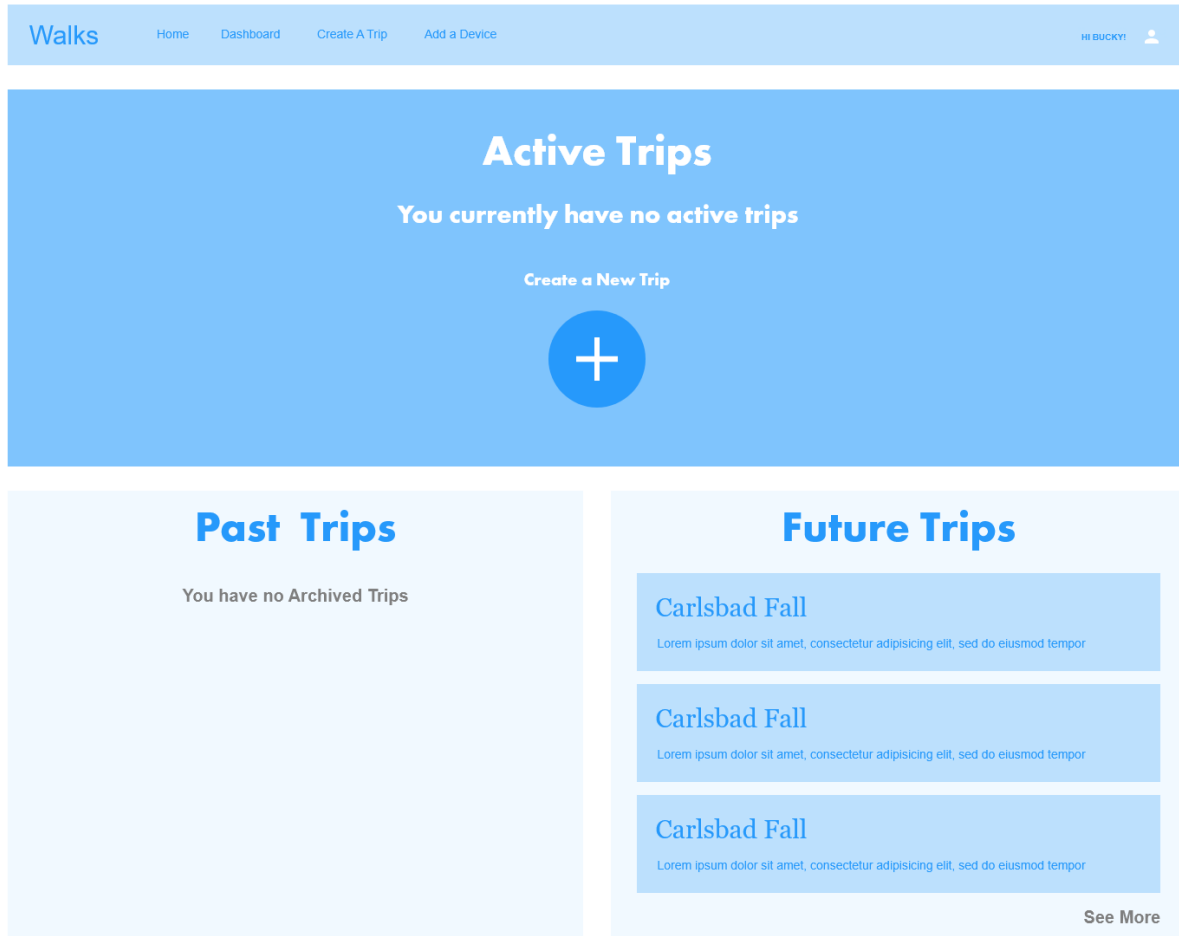 Walks
Home
Dashboard
Create A Trip
Add a Device
HI BUCKY!
Active Trips
You currently have no active trips
Create a New Trip
Past Trips
You have no Archived Trips
Future Trips
Carlsbad Fall
Lorem ipsum dolor sit amet, consectetur adipisicing elit, sed do eiusmod tempor
Carlsbad Fall
Lorem ipsum dolor sit amet, consectetur adipisicing elit, sed do eiusmod tempor
Carlsbad Fall
Lorem ipsum dolor sit amet, consectetur adipisicing elit, sed do eiusmod tempor
See More